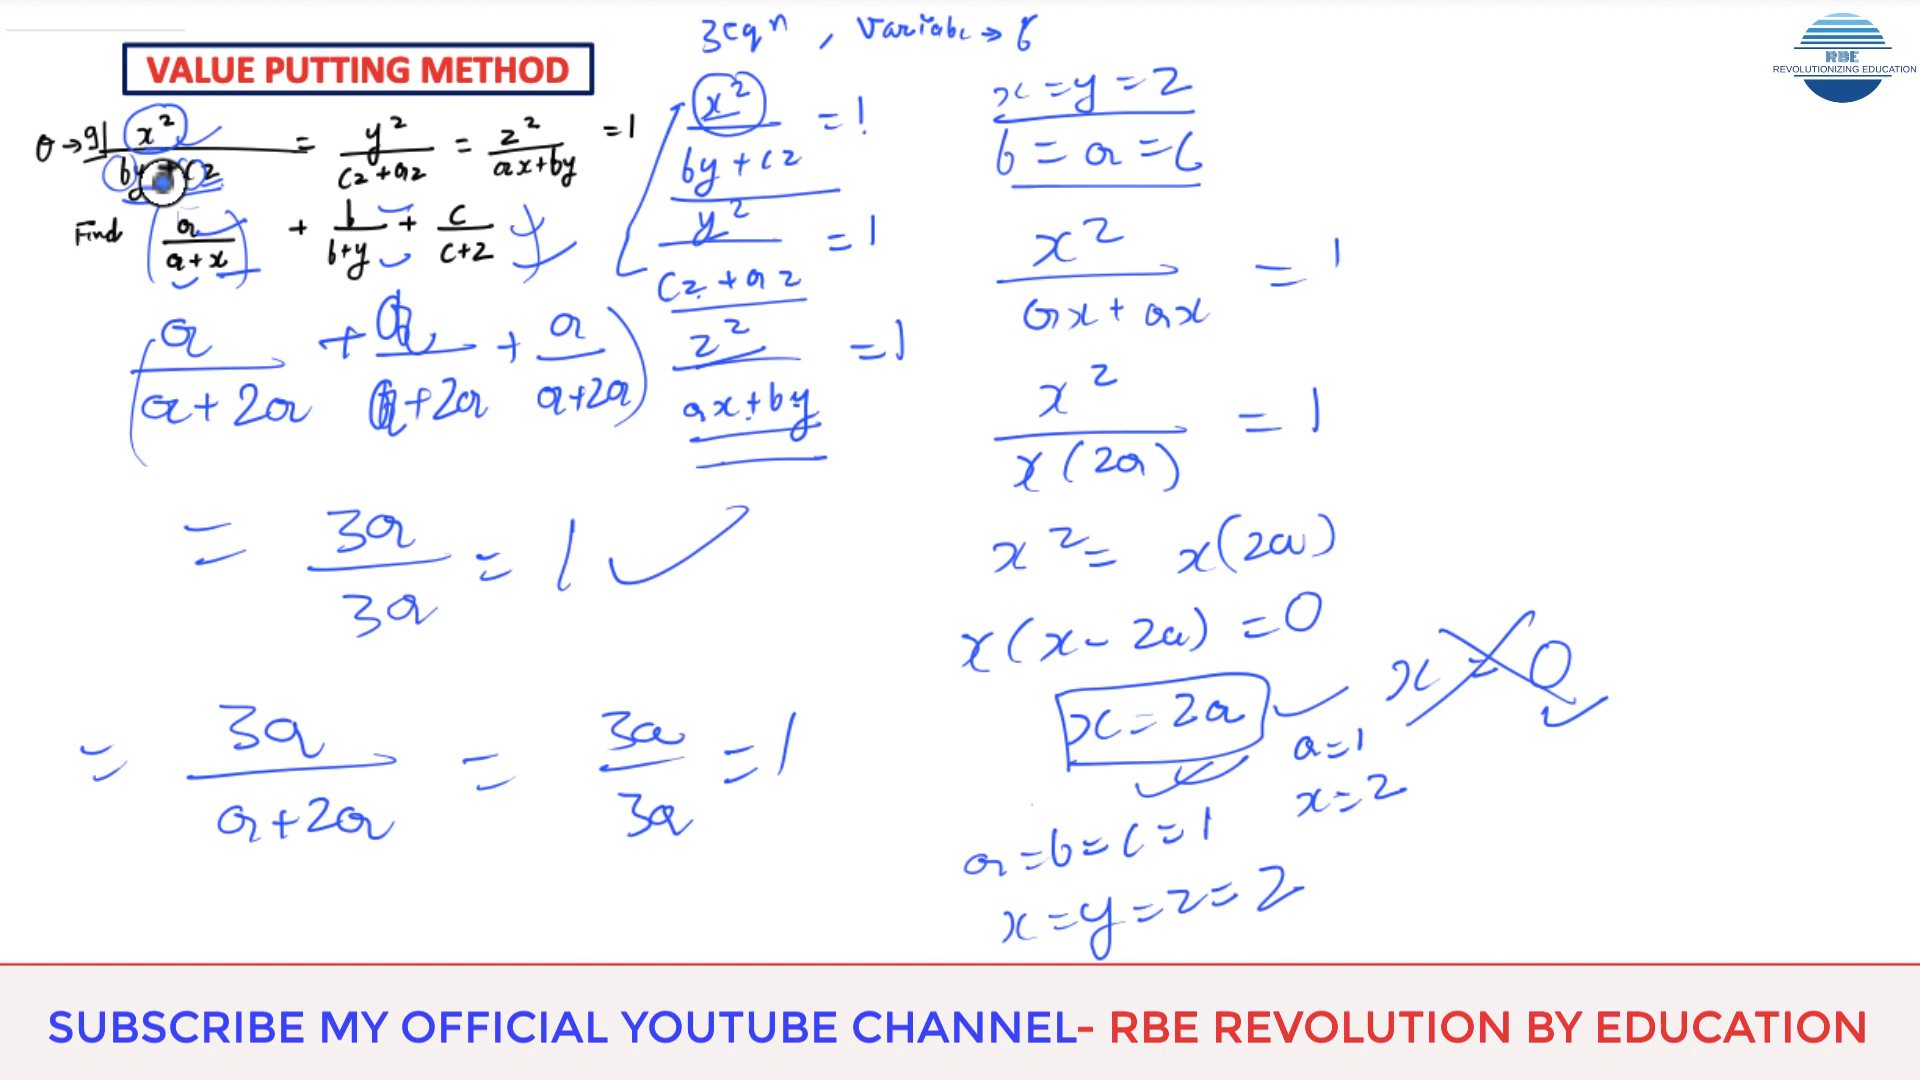 3eqn , Variabl → 6
RBE
REVOLUTIONIZING EDUCATION
VALUE PUTTING METHOD
Q→9| x²/(by+cz) = y²/(cz+az) = z²/(ax+by) = 1
Find (a/(a+x) + b/(b+y) + c/(c+z))
(a/(a+2a) + a/(a+2a) + a/(a+2a))
= 3a/3a = 1
= 3a/(a+2a) = 3a/3a = 1
x²/(by+cz) = 1
y²/(cz+az) = 1
z²/(ax+by) = 1
x = y = z
b = a = c
x²/(ax+ax) = 1
x²/(x(2a)) = 1
x² = x(2a)
x(x-2a) = 0
x = 2a
x = 0
a = 1
x = 2
a = b = c = 1
x = y = z = 2
SUBSCRIBE MY OFFICIAL YOUTUBE CHANNEL- RBE REVOLUTION BY EDUCATION